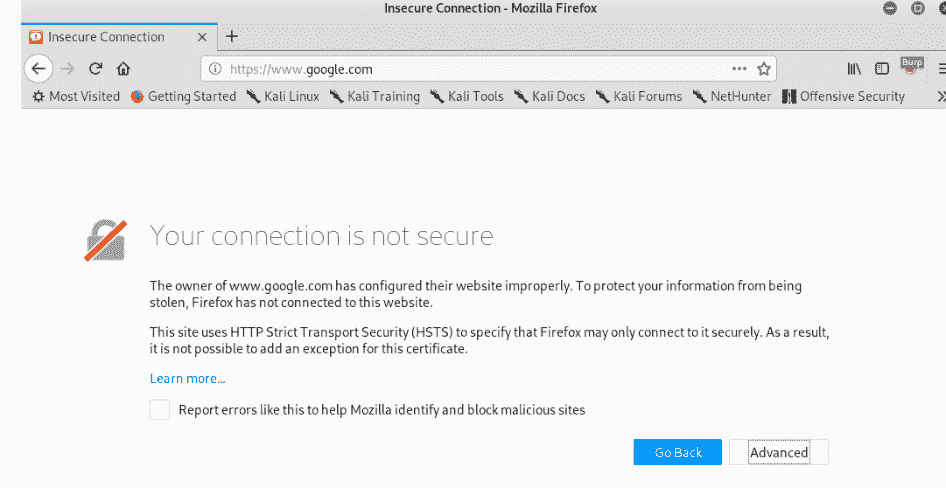 Insecure Connection - Mozilla Firefox
Insecure Connection
https://www.google.com
Burp
Most Visited Getting Started Kali Linux Kali Training Kali Tools Kali Docs Kali Forums NetHunter Offensive Security
Your connection is not secure
The owner of www.google.com has configured their website improperly. To protect your information from being
stolen, Firefox has not connected to this website.
This site uses HTTP Strict Transport Security (HSTS) to specify that Firefox may only connect to it securely. As a result,
it is not possible to add an exception for this certificate.
Learn more...
Report errors like this to help Mozilla identify and block malicious sites
Go Back Advanced